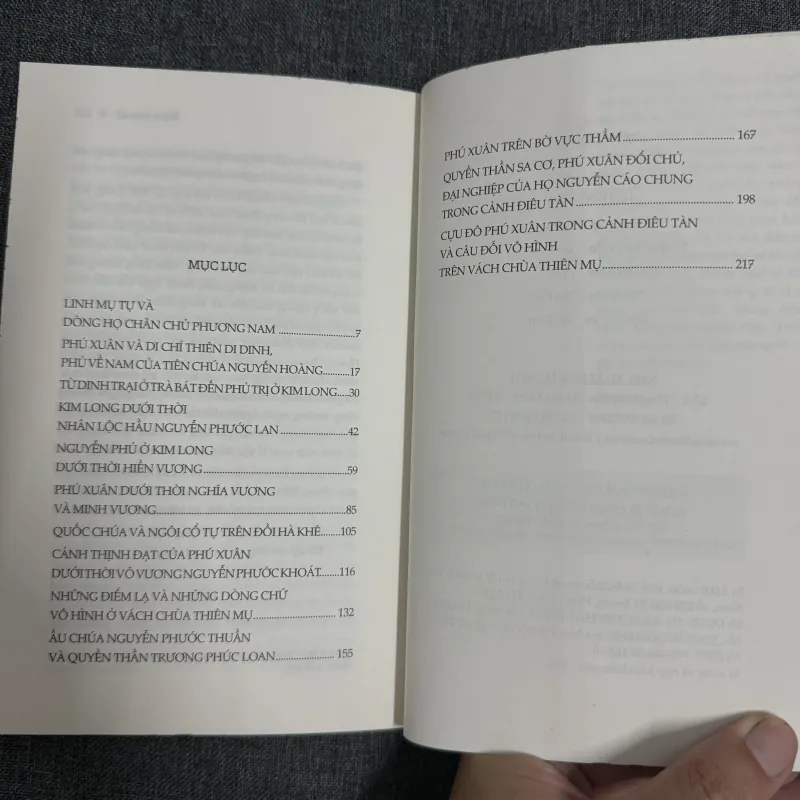 MỤC LỤC
LINH MỤ TỰ VÀ
DÒNG HỌ CHÂN CHỦ PHƯƠNG NAM ..............................7
PHÚ XUÂN VÀ DI CHÍ THIÊN DI DINH,
PHỦ VỀ NAM CỦA TIÊN CHÚA NGUYỄN HOÀNG............17
TỪ DINH TRẠI Ở TRÀ BÁT ĐẾN PHỦ TRỊ Ở KIM LONG....30
KIM LONG DƯỚI THỜI
NHÂN LỘC HẦU NGUYỄN PHƯỚC LAN ..........................42
NGUYỄN PHỦ Ở KIM LONG
DƯỚI THỜI HIỀN VƯƠNG..............................................59
PHÚ XUÂN DƯỚI THỜI NGHĨA VƯƠNG
VÀ MINH VƯƠNG..........................................................85
QUỐC CHÚA VÀ NGÔI CỔ TỰ TRÊN ĐỒI HÀ KHÊ.......105
CẢNH THỊNH ĐẠT CỦA PHÚ XUÂN
DƯỚI THỜI VÕ VƯƠNG NGUYỄN PHƯỚC KHOÁT.......116
NHỮNG ĐIỀM LẠ VÀ NHỮNG DÒNG CHỮ
VÔ HÌNH Ở VÁCH CHÙA THIÊN MỤ............................ 132
ẤU CHÚA NGUYỄN PHƯỚC THUẦN
VÀ QUYỀN THẦN TRƯƠNG PHÚC LOAN..................... 155
PHÚ XUÂN TRÊN BỜ VỰC THẲM ..................................... 167
QUYỀN THẦN SA CƠ, PHÚ XUÂN ĐỔI CHỦ,
ĐẠI NGHIỆP CỦA HỌ NGUYỄN CÁO CHUNG
TRONG CẢNH ĐIÊU TÀN .................................................. 198
CỰU ĐÔ PHÚ XUÂN TRONG CẢNH ĐIÊU TÀN
VÀ CÂU ĐỐI VÔ HÌNH
TRÊN VÁCH CHÙA THIÊN MỤ.......................................... 217